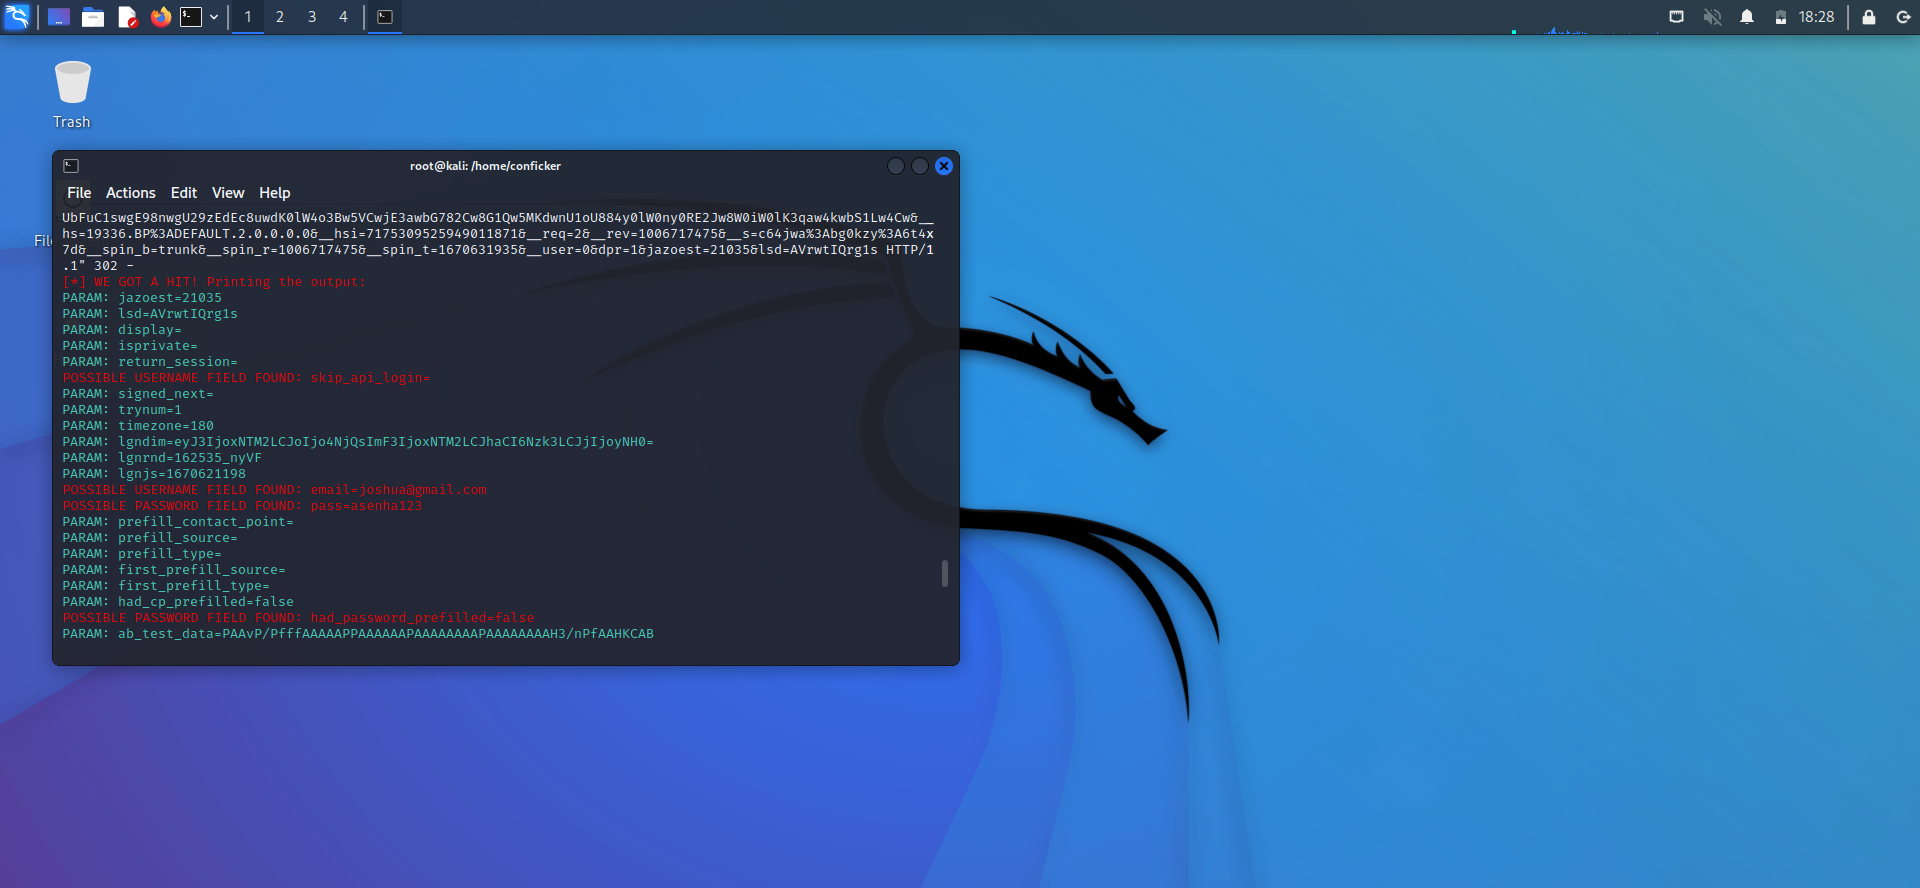 1 2 3 4 18:28
Trash
root@kali: /home/conficker
File Actions Edit View Help
UbFuC1swgE98nwgU29zEdEc8uwdK0lW4o3Bw5VCwjE3awbG782Cw8G1Qw5MKdwnU1oU884y0lW0ny0RE2Jw8W0iW0lK3qaw4kwbS1Lw4Cw&__
hs=19336.BP%3ADEFAULT.2.0.0.0.0&__hsi=7175309525949011871&__req=2&__rev=1006717475&__s=c64jwa%3Abg0kzy%3A6t4x
7d&__spin_b=trunk&__spin_r=1006717475&__spin_t=1670631935&__user=0&dpr=1&jazoest=21035&lsd=AVrwtIQrg1s HTTP/1
.1" 302 -
[*] WE GOT A HIT! Printing the output:
PARAM: jazoest=21035
PARAM: lsd=AVrwtIQrg1s
PARAM: display=
PARAM: isprivate=
PARAM: return_session=
POSSIBLE USERNAME FIELD FOUND: skip_api_login=
PARAM: signed_next=
PARAM: trynum=1
PARAM: timezone=180
PARAM: lgndim=eyJ3IjoxNTM2LCJoIjo4NjQsImF3IjoxNTM2LCJhaCI6Nzk3LCJjIjoyNH0=
PARAM: lgnrnd=162535_nyVF
PARAM: lgnjs=1670621198
POSSIBLE USERNAME FIELD FOUND: email=joshua@gmail.com
POSSIBLE PASSWORD FIELD FOUND: pass=asenha123
PARAM: prefill_contact_point=
PARAM: prefill_source=
PARAM: prefill_type=
PARAM: first_prefill_source=
PARAM: first_prefill_type=
PARAM: had_cp_prefilled=false
POSSIBLE PASSWORD FIELD FOUND: had_password_prefilled=false
PARAM: ab_test_data=PAAvP/PfffAAAAAPPAAAAAAPAAAAAAAAPAAAAAAAAH3/nPfAAHKCAB